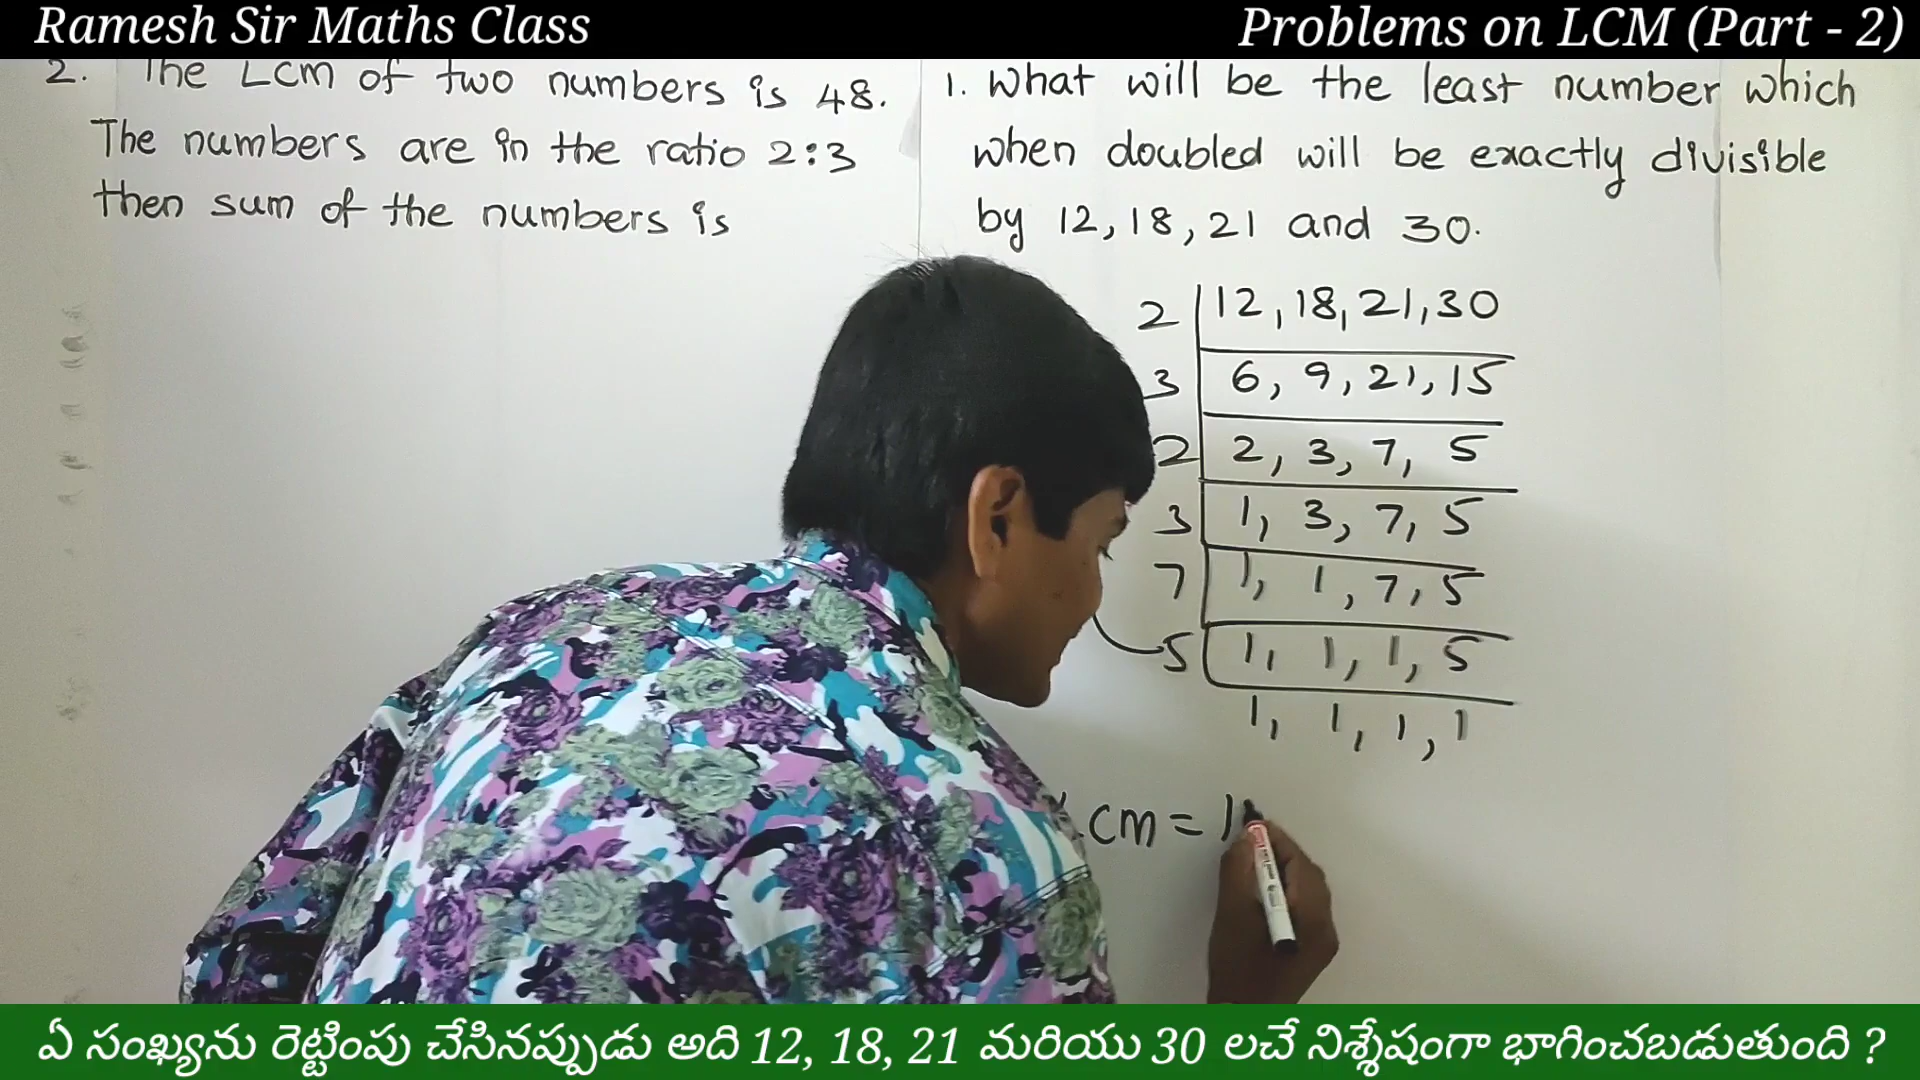 Ramesh Sir Maths Class
Problems on LCM (Part - 2)
2. The Lcm of two numbers is 48.
The numbers are in the ratio 2:3
then sum of the numbers is
1. What will be the least number which
when doubled will be exactly divisible
by 12, 18, 21 and 30.
2 | 12, 18, 21, 30
3 | 6, 9, 21, 15
2 | 2, 3, 7, 5
3 | 1, 3, 7, 5
7 | 1, 1, 7, 5
5 | 1, 1, 1, 5
1, 1, 1, 1
Lcm = 1
ఏ సంఖ్యను రెట్టింపు చేసినప్పుడు అది 12, 18, 21 మరియు 30 లచే నిశ్శేషంగా భాగించబడుతుంది ?